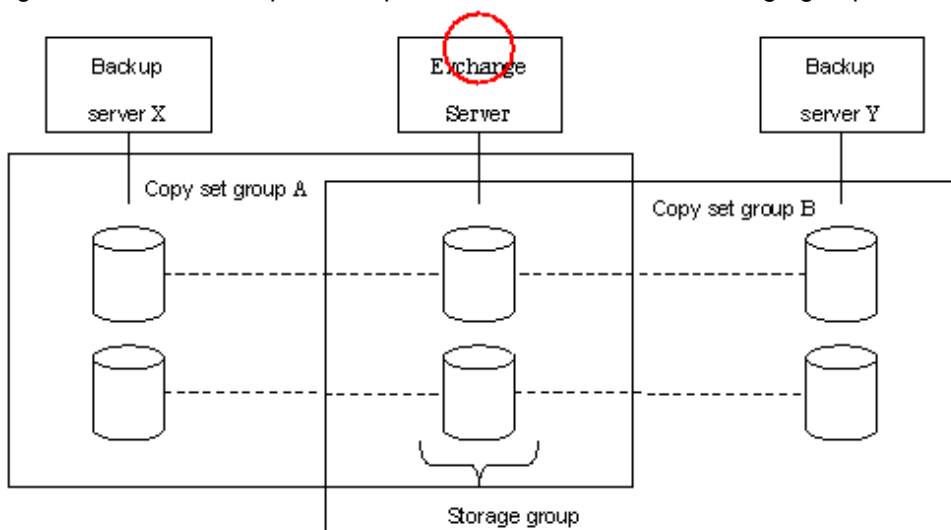 Backup
server X
Exchange
Server
Backup
server Y
Copy set group A
Copy set group B
Storage group